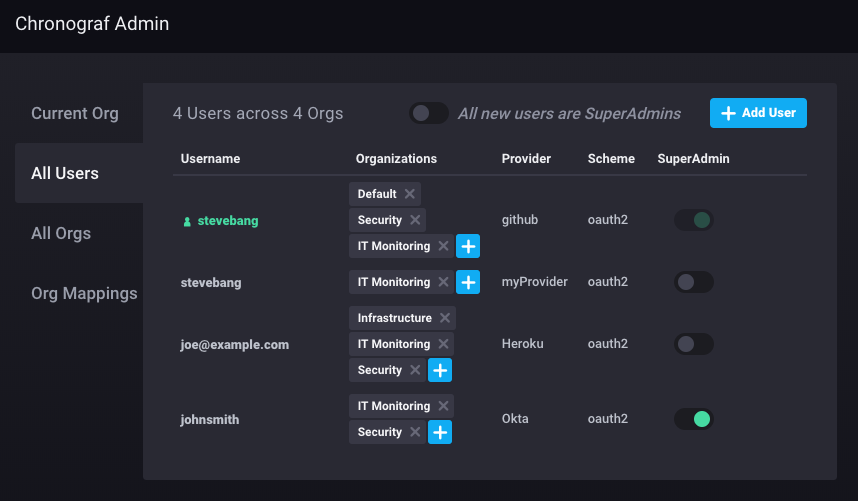 Chronograf Admin
Current Org
All Users
All Orgs
Org Mappings
4 Users across 4 Orgs
All new users are SuperAdmins
Add User
Username Organizations Provider Scheme SuperAdmin
stevebang Default github oauth2
Security
IT Monitoring
stevebang IT Monitoring myProvider oauth2
joe@example.com Infrastructure Heroku oauth2
IT Monitoring
Security
johnsmith IT Monitoring Okta oauth2
Security